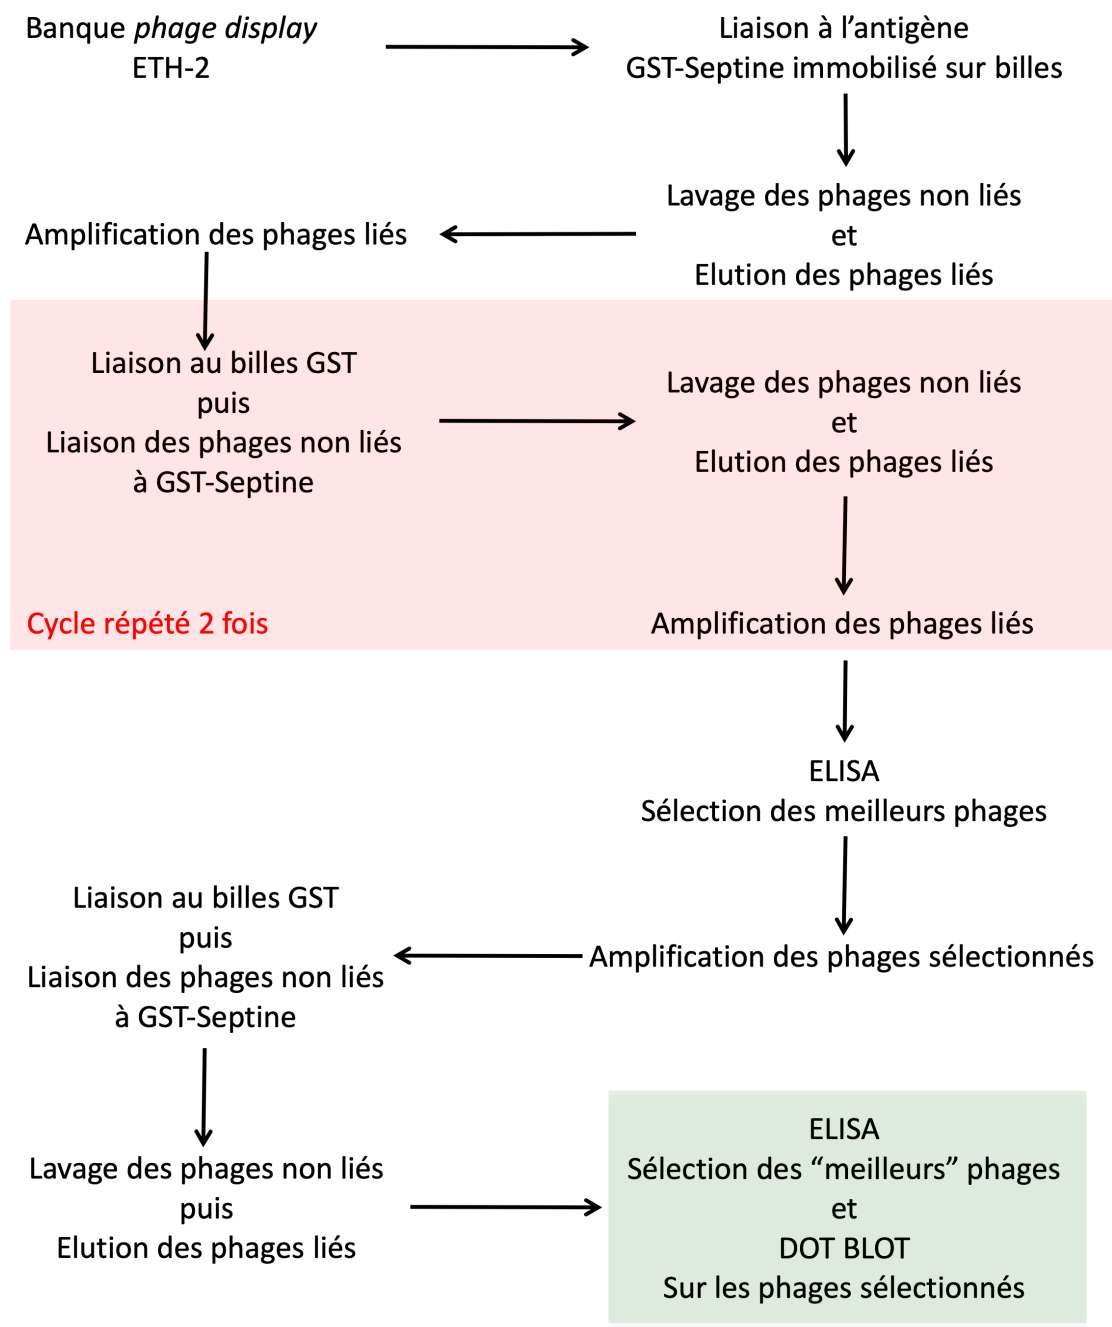 Banque phage display
ETH-2
Liaison à l’antigène
GST-Septine immobilisé sur billes
Lavage des phages non liés
et
Elution des phages liés
Amplification des phages liés
Liaison au billes GST
puis
Liaison des phages non liés
à GST-Septine
Lavage des phages non liés
et
Elution des phages liés
Cycle répété 2 fois
Amplification des phages liés
ELISA
Sélection des meilleurs phages
Amplification des phages sélectionnés
Liaison au billes GST
puis
Liaison des phages non liés
à GST-Septine
Lavage des phages non liés
puis
Elution des phages liés
ELISA
Sélection des “meilleurs” phages
et
DOT BLOT
Sur les phages sélectionnés